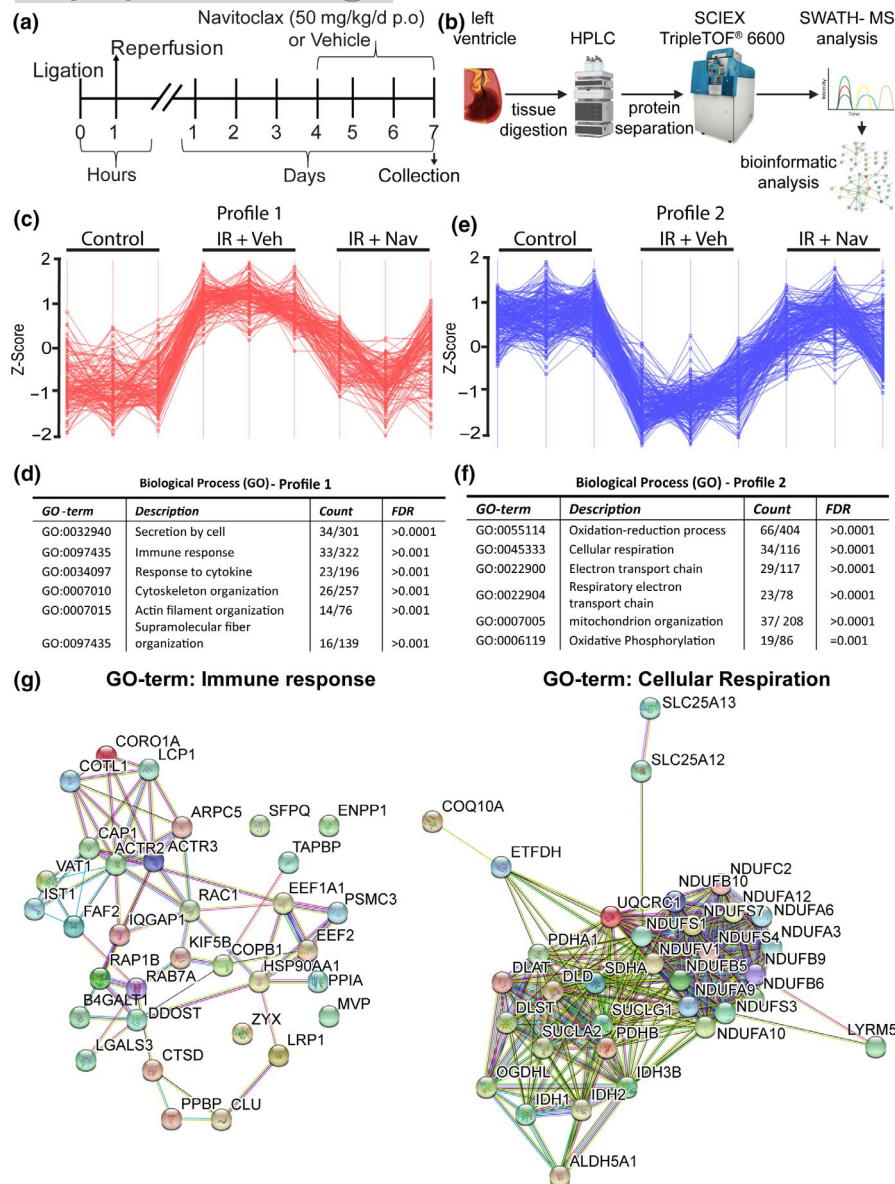 (a)
Navitoclax (50 mg/kg/d p.o)
or Vehicle
Reperfusion
Ligation
0 1 1 2 3 4 5 6 7
Hours Days Collection
(b)
left
ventricle
HPLC
SCIEX
TripleTOF® 6600
SWATH- MS
analysis
tissue
digestion
protein
separation
Intensity
Time
bioinformatic
analysis
(c)
Profile 1
Control IR + Veh IR + Nav
Z-Score
2
1
0
−1
−2
(e)
Profile 2
Control IR + Veh IR + Nav
Z-Score
2
1
0
−1
−2
(d)
Biological Process (GO) - Profile 1
GO -term Description Count FDR
GO:0032940 Secretion by cell 34/301 >0.0001
GO:0097435 Immune response 33/322 >0.001
GO:0034097 Response to cytokine 23/196 >0.001
GO:0007010 Cytoskeleton organization 26/257 >0.001
GO:0007015 Actin filament organization 14/76 >0.001
Supramolecular fiber
GO:0097435 organization 16/139 >0.001
(f)
Biological Process (GO) - Profile 2
GO-term Description Count FDR
GO:0055114 Oxidation-reduction process 66/404 >0.0001
GO:0045333 Cellular respiration 34/116 >0.0001
GO:0022900 Electron transport chain 29/117 >0.0001
Respiratory electron
GO:0022904 23/78 >0.0001
transport chain
GO:0007005 mitochondrion organization 37/ 208 >0.0001
GO:0006119 Oxidative Phosphorylation 19/86 =0.001
(g)
GO-term: Immune response
CORO1A
LCP1
COTL1
ARPC5
SFPQ
ENPP1
CAP1
ACTR2
ACTR3
TAPBP
VAT1
IST1
RAC1
EEF1A1
PSMC3
FAF2
IQGAP1
KIF5B
COPB1
EEF2
RAP1B
RAB7A
HSP90AA1
PPIA
B4GALT1
DDOST
MVP
ZYX
LGALS3
CTSD
LRP1
PPBP
CLU
GO-term: Cellular Respiration
SLC25A13
SLC25A12
COQ10A
ETFDH
NDUFC2
NDUFB10
UQCRC1
NDUFA12
NDUFS7
NDUFS1
NDUFA6
NDUFS4
NDUFA3
PDHA1
NDUFV1
DLAT
DLD
SDHA
NDUFB5
NDUFB9
NDUFB6
DLST
SUCLG1
NDUFA9
NDUFS3
SUCLA2
PDHB
NDUFA10
LYRM5
OGDHL
IDH3B
IDH1
IDH2
ALDH5A1